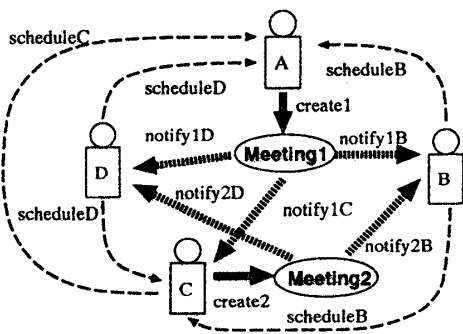 scheduleC
A
scheduleB
scheduleD
create1
notify1D
notify1B
Meeting1
D
B
notify2D
notify1C
scheduleD
notify2B
C
Meeting2
create2
scheduleB